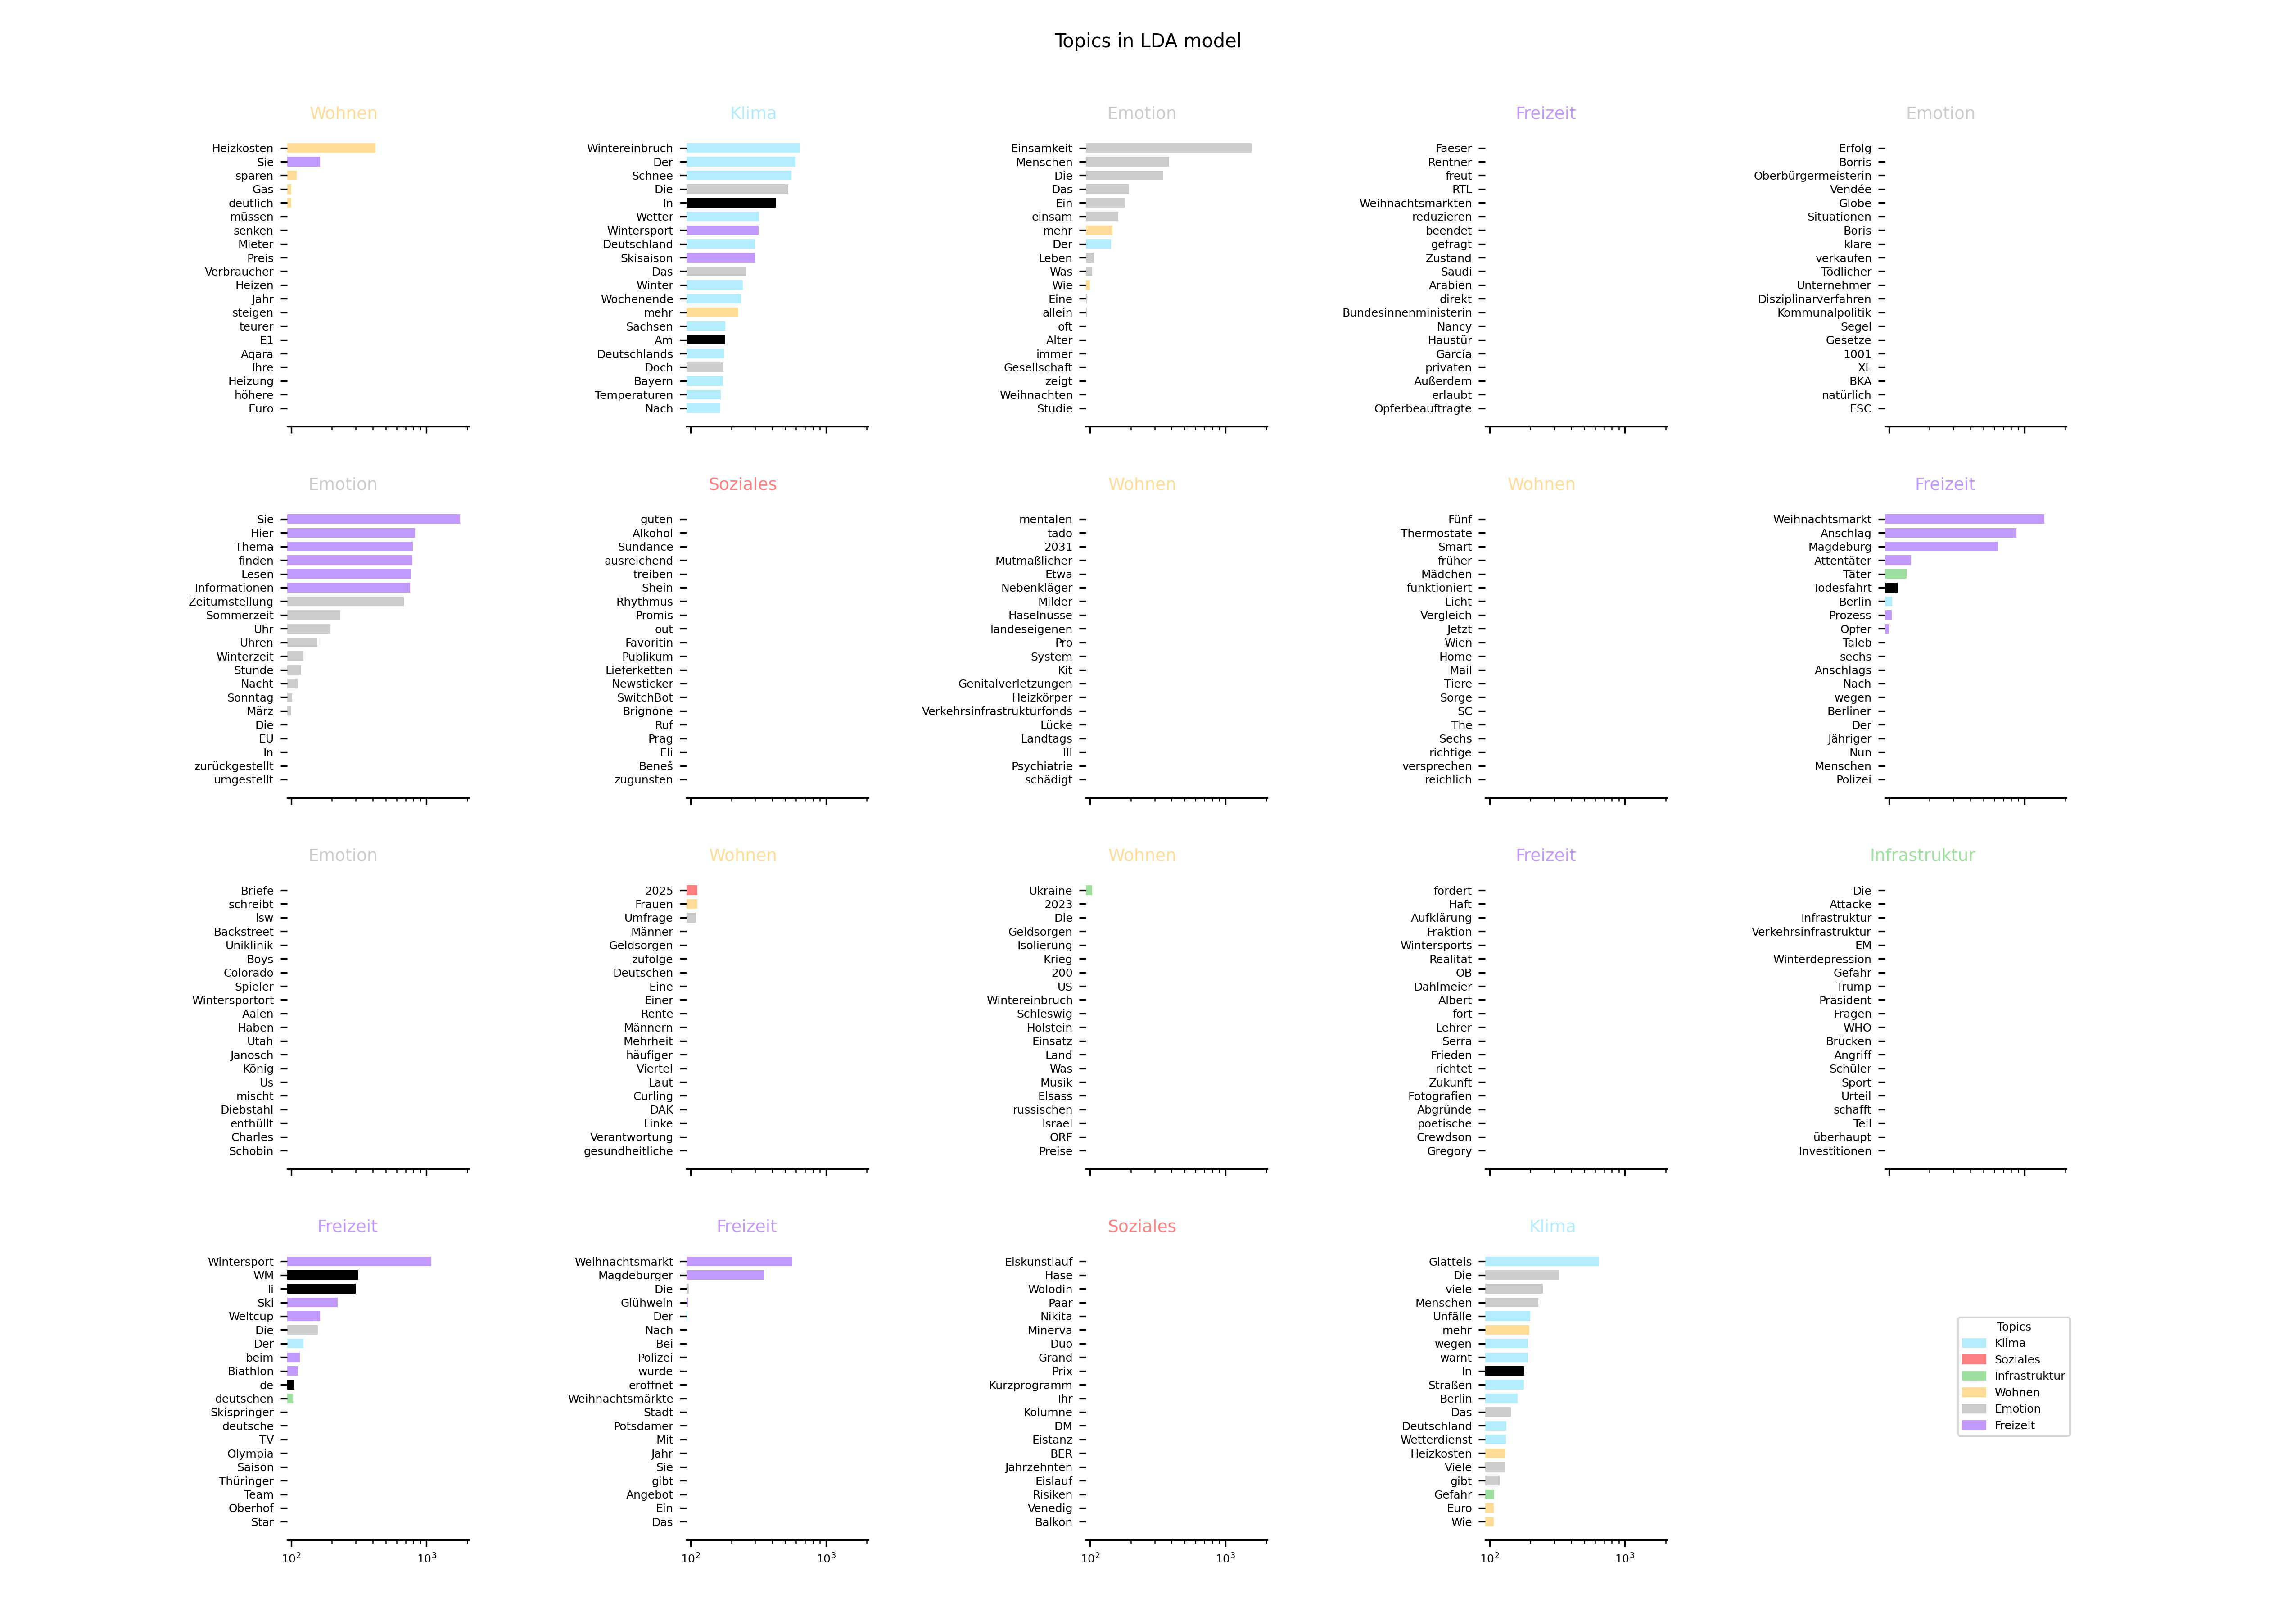 Topics in LDA model
Wohnen
Heizkosten
Sie
sparen
Gas
deutlich
müssen
senken
Mieter
Preis
Verbraucher
Heizen
Jahr
steigen
teurer
E1
Aqara
Ihre
Heizung
höhere
Euro
Klima
Wintereinbruch
Der
Schnee
Die
In
Wetter
Wintersport
Deutschland
Skisaison
Das
Winter
Wochenende
mehr
Sachsen
Am
Deutschlands
Doch
Bayern
Temperaturen
Nach
Emotion
Einsamkeit
Menschen
Die
Das
Ein
einsam
mehr
Der
Leben
Was
Wie
Eine
allein
oft
Alter
immer
Gesellschaft
zeigt
Weihnachten
Studie
Freizeit
Faeser
Rentner
freut
RTL
Weihnachtsmärkten
reduzieren
beendet
gefragt
Zustand
Saudi
Arabien
direkt
Bundesinnenministerin
Nancy
Haustür
García
privaten
Außerdem
erlaubt
Opferbeauftragte
Emotion
Erfolg
Borris
Oberbürgermeisterin
Vendée
Globe
Situationen
Boris
klare
verkaufen
Tödlicher
Unternehmer
Disziplinarverfahren
Kommunalpolitik
Segel
Gesetze
1001
XL
BKA
natürlich
ESC
Emotion
Sie
Hier
Thema
finden
Lesen
Informationen
Zeitumstellung
Sommerzeit
Uhr
Uhren
Winterzeit
Stunde
Nacht
Sonntag
März
Die
EU
In
zurückgestellt
umgestellt
Soziales
guten
Alkohol
Sundance
ausreichend
treiben
Shein
Rhythmus
Promis
out
Favoritin
Publikum
Lieferketten
Newsticker
SwitchBot
Brignone
Ruf
Prag
Eli
Beneš
zugunsten
Wohnen
mentalen
tado
2031
Mutmaßlicher
Etwa
Nebenkläger
Milder
Haselnüsse
landeseigenen
Pro
System
Kit
Genitalverletzungen
Heizkörper
Verkehrsinfrastrukturfonds
Lücke
Landtags
III
Psychiatrie
schädigt
Wohnen
Fünf
Thermostate
Smart
früher
Mädchen
funktioniert
Licht
Vergleich
Jetzt
Wien
Home
Mail
Tiere
Sorge
SC
The
Sechs
richtige
versprechen
reichlich
Freizeit
Weihnachtsmarkt
Anschlag
Magdeburg
Attentäter
Täter
Todesfahrt
Berlin
Prozess
Opfer
Taleb
sechs
Anschlags
Nach
wegen
Berliner
Der
Jähriger
Nun
Menschen
Polizei
Emotion
Briefe
schreibt
lsw
Backstreet
Uniklinik
Boys
Colorado
Spieler
Wintersportort
Aalen
Haben
Utah
Janosch
König
Us
mischt
Diebstahl
enthüllt
Charles
Schobin
Wohnen
2025
Frauen
Umfrage
Männer
Geldsorgen
zufolge
Deutschen
Eine
Einer
Rente
Männern
Mehrheit
häufiger
Viertel
Laut
Curling
DAK
Linke
Verantwortung
gesundheitliche
Wohnen
Ukraine
2023
Die
Geldsorgen
Isolierung
Krieg
200
US
Wintereinbruch
Schleswig
Holstein
Einsatz
Land
Was
Musik
Elsass
russischen
Israel
ORF
Preise
Freizeit
fordert
Haft
Aufklärung
Fraktion
Wintersports
Realität
OB
Dahlmeier
Albert
fort
Lehrer
Serra
Frieden
richtet
Zukunft
Fotografien
Abgründe
poetische
Crewdson
Gregory
Infrastruktur
Die
Attacke
Infrastruktur
Verkehrsinfrastruktur
EM
Winterdepression
Gefahr
Trump
Präsident
Fragen
WHO
Brücken
Angriff
Schüler
Sport
Urteil
schafft
Teil
überhaupt
Investitionen
Freizeit
Wintersport
WM
li
Ski
Weltcup
Die
Der
beim
Biathlon
de
deutschen
Skispringer
deutsche
TV
Olympia
Saison
Thüringer
Team
Oberhof
Star
10² 10³
Freizeit
Weihnachtsmarkt
Magdeburger
Die
Glühwein
Der
Nach
Bei
Polizei
wurde
eröffnet
Weihnachtsmärkte
Stadt
Potsdamer
Mit
Jahr
Sie
gibt
Angebot
Ein
Das
10² 10³
Soziales
Eiskunstlauf
Hase
Wolodin
Paar
Nikita
Minerva
Duo
Grand
Prix
Kurzprogramm
Ihr
Kolumne
DM
Eistanz
BER
Jahrzehnten
Eislauf
Risiken
Venedig
Balkon
10² 10³
Klima
Glatteis
Die
viele
Menschen
Unfälle
mehr
wegen
warnt
In
Straßen
Berlin
Das
Deutschland
Wetterdienst
Heizkosten
Viele
gibt
Gefahr
Euro
Wie
10² 10³
Topics
Klima
Soziales
Infrastruktur
Wohnen
Emotion
Freizeit